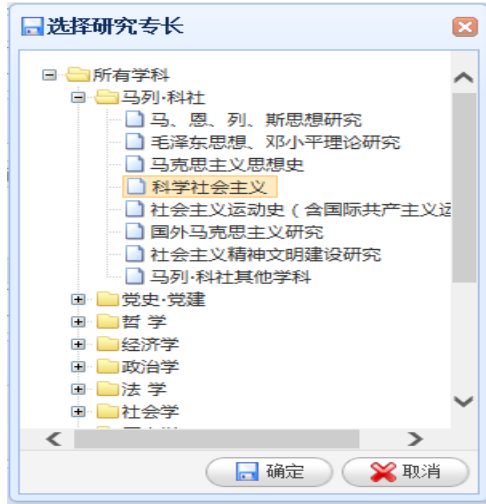 选择研究专长
所有学科
马列·科社
马、恩、列、斯思想研究
毛泽东思想、邓小平理论研究
马克思主义思想史
科学社会主义
社会主义运动史（含国际共产主义运
国外马克思主义研究
社会主义精神文明建设研究
马列·科社其他学科
党史·党建
哲 学
经济学
政治学
法 学
社会学
确定 取消